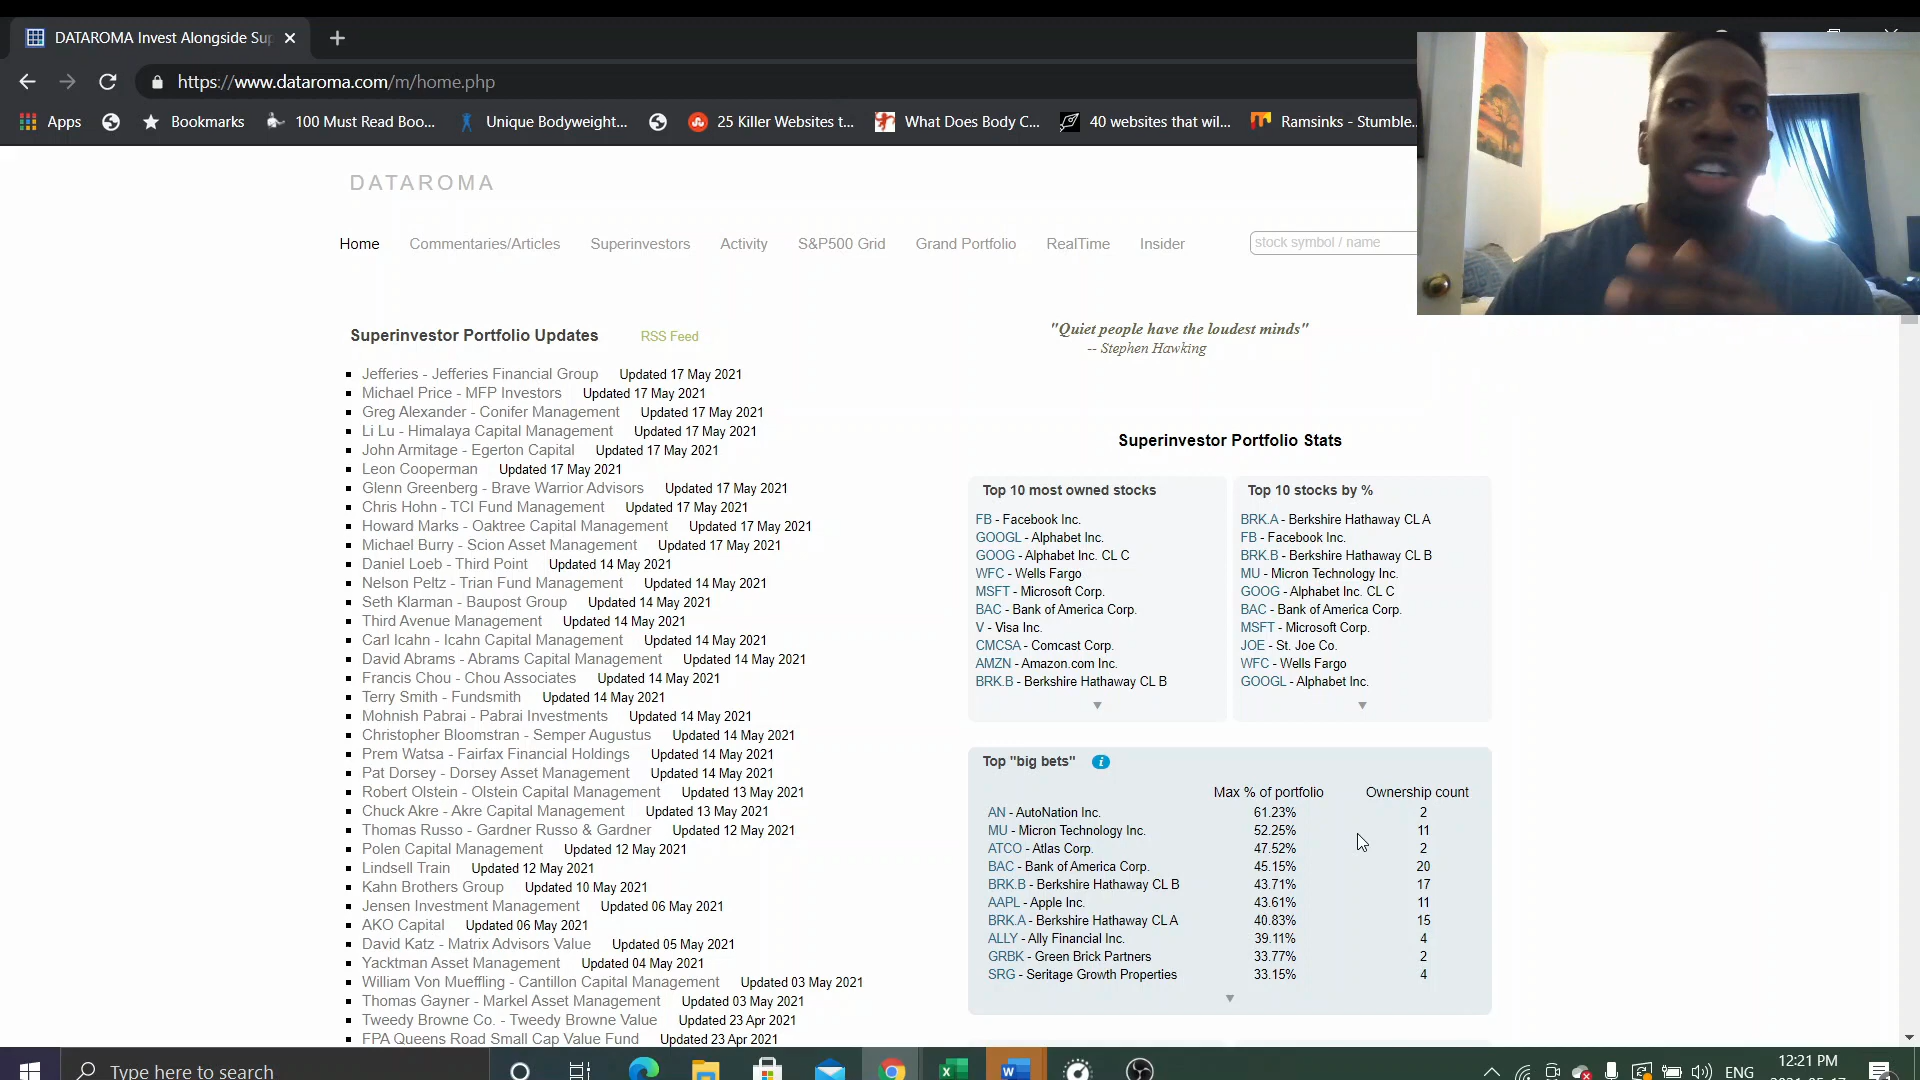 DATAROMA Invest Alongside Sup
https://www.dataroma.com/m/home.php
Apps
Bookmarks
100 Must Read Boo...
Unique Bodyweight...
25 Killer Websites t...
What Does Body C...
40 websites that wil...
Ramsinks - Stumble...
DATAROMA
Home
Commentaries/Articles
Superinvestors
Activity
S&P500 Grid
Grand Portfolio
RealTime
Insider
stock symbol / name
Superinvestor Portfolio Updates RSS Feed
Jefferies - Jefferies Financial Group Updated 17 May 2021
Michael Price - MFP Investors Updated 17 May 2021
Greg Alexander - Conifer Management Updated 17 May 2021
Li Lu - Himalaya Capital Management Updated 17 May 2021
John Armitage - Egerton Capital Updated 17 May 2021
Leon Cooperman Updated 17 May 2021
Glenn Greenberg - Brave Warrior Advisors Updated 17 May 2021
Chris Hohn - TCI Fund Management Updated 17 May 2021
Howard Marks - Oaktree Capital Management Updated 17 May 2021
Michael Burry - Scion Asset Management Updated 17 May 2021
Daniel Loeb - Third Point Updated 14 May 2021
Nelson Peltz - Trian Fund Management Updated 14 May 2021
Seth Klarman - Baupost Group Updated 14 May 2021
Third Avenue Management Updated 14 May 2021
Carl Icahn - Icahn Capital Management Updated 14 May 2021
David Abrams - Abrams Capital Management Updated 14 May 2021
Francis Chou - Chou Associates Updated 14 May 2021
Terry Smith - Fundsmith Updated 14 May 2021
Mohnish Pabrai - Pabrai Investments Updated 14 May 2021
Christopher Bloomstran - Semper Augustus Updated 14 May 2021
Prem Watsa - Fairfax Financial Holdings Updated 14 May 2021
Pat Dorsey - Dorsey Asset Management Updated 14 May 2021
Robert Olstein - Olstein Capital Management Updated 13 May 2021
Chuck Akre - Akre Capital Management Updated 13 May 2021
Thomas Russo - Gardner Russo & Gardner Updated 12 May 2021
Polen Capital Management Updated 12 May 2021
Lindsell Train Updated 12 May 2021
Kahn Brothers Group Updated 10 May 2021
Jensen Investment Management Updated 06 May 2021
AKO Capital Updated 06 May 2021
David Katz - Matrix Advisors Value Updated 05 May 2021
Yacktman Asset Management Updated 04 May 2021
William Von Mueffling - Cantillon Capital Management Updated 03 May 2021
Thomas Gayner - Markel Asset Management Updated 03 May 2021
Tweedy Browne Co. - Tweedy Browne Value Updated 23 Apr 2021
FPA Queens Road Small Cap Value Fund Updated 23 Apr 2021
"Quiet people have the loudest minds"
-- Stephen Hawking
Superinvestor Portfolio Stats
Top 10 most owned stocks
FB - Facebook Inc.
GOOGL - Alphabet Inc.
GOOG - Alphabet Inc. CL C
WFC - Wells Fargo
MSFT - Microsoft Corp.
BAC - Bank of America Corp.
V - Visa Inc.
CMCSA - Comcast Corp.
AMZN - Amazon.com Inc.
BRK.B - Berkshire Hathaway CL B
Top 10 stocks by %
BRK.A - Berkshire Hathaway CL A
FB - Facebook Inc.
BRK.B - Berkshire Hathaway CL B
MU - Micron Technology Inc.
GOOG - Alphabet Inc. CL C
BAC - Bank of America Corp.
MSFT - Microsoft Corp.
JOE - St. Joe Co.
WFC - Wells Fargo
GOOGL - Alphabet Inc.
Top "big bets" i
Max % of portfolio Ownership count
AN - AutoNation Inc. 61.23% 2
MU - Micron Technology Inc. 52.25% 11
ATCO - Atlas Corp. 47.52% 2
BAC - Bank of America Corp. 45.15% 20
BRK.B - Berkshire Hathaway CL B 43.71% 17
AAPL - Apple Inc. 43.61% 11
BRK.A - Berkshire Hathaway CL A 40.83% 15
ALLY - Ally Financial Inc. 39.11% 4
GRBK - Green Brick Partners 33.77% 2
SRG - Seritage Growth Properties 33.15% 4
Type here to search
ENG
12:21 PM